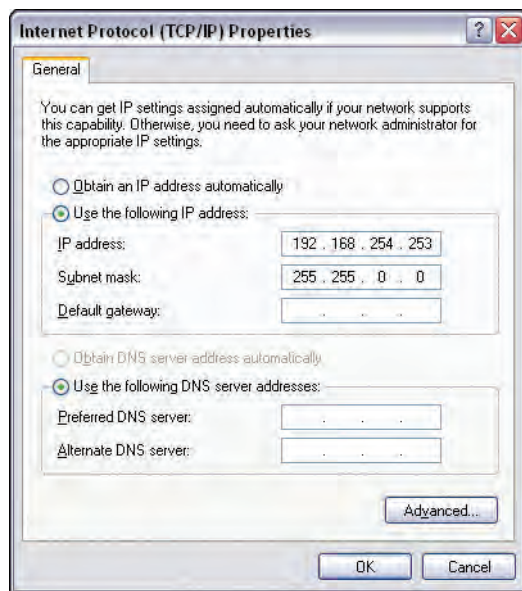 Internet Protocol (TCP/IP) Properties
General
You can get IP settings assigned automatically if your network supports
this capability. Otherwise, you need to ask your network administrator for
the appropriate IP settings.
Obtain an IP address automatically
Use the following IP address:
IP address: 192 . 168 . 254 . 253
Subnet mask: 255 . 255 . 0 . 0
Default gateway: . . .
Obtain DNS server address automatically
Use the following DNS server addresses:
Preferred DNS server: . . .
Alternate DNS server: . . .
Advanced...
OK Cancel